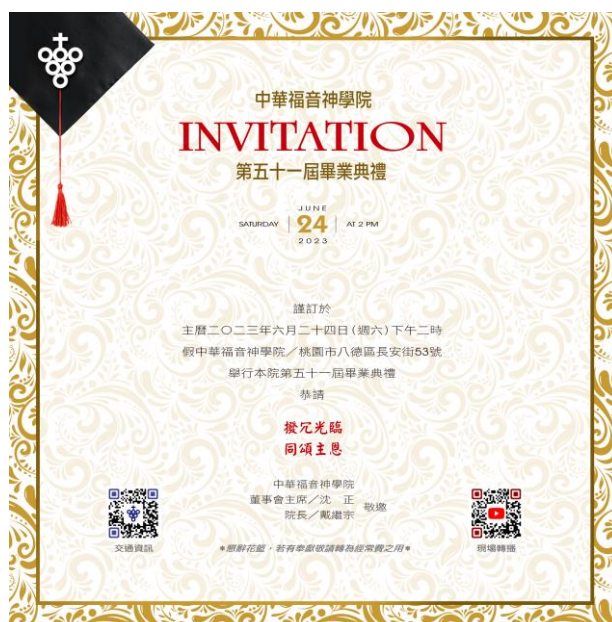 中華福音神學院
INVITATION
第五十一屆畢業典禮
JUNE
SATURDAY | 24 | AT 2 PM
2023
謹訂於
主曆二〇二三年六月二十四日(週六)下午二時
假中華福音神學院／桃園市八德區長安街53號
舉行本院第五十一屆畢業典禮
恭請
撥冗光臨
同頌主恩
中華福音神學院
董事會主席／沈 正
院長／戴繼宗
敬邀
交通資訊
*懇辭花籃，若有奉獻敬請轉為經常費之用*
現場轉播